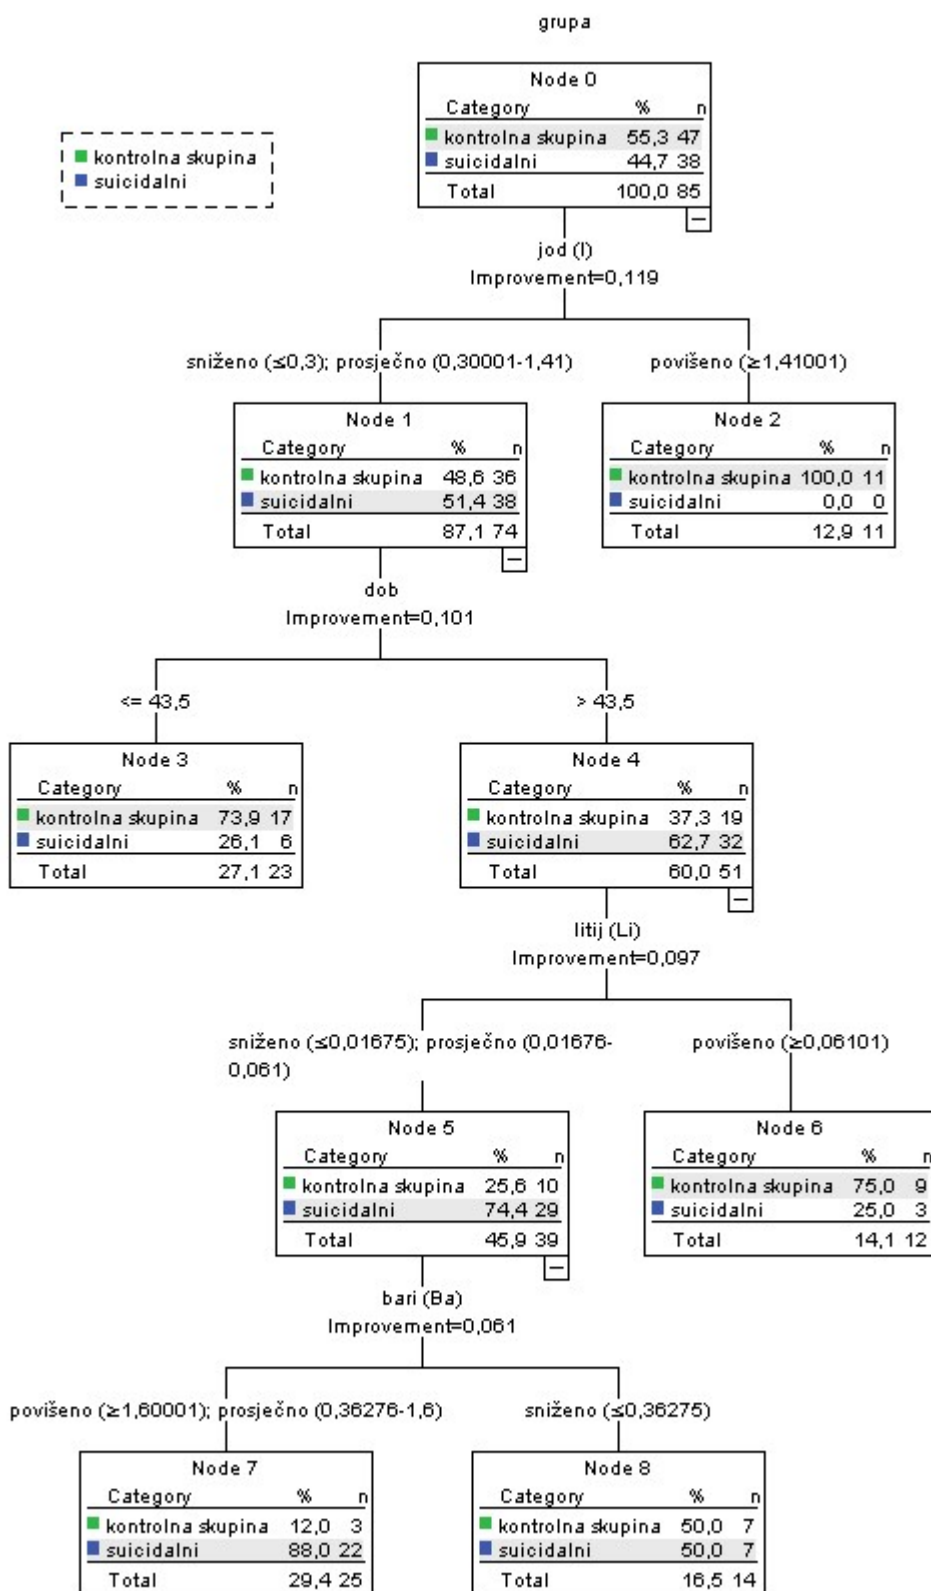 grupa
kontrolna skupina
suicidalni
Node 0
Category % n
kontrolna skupina 55,3 47
suicidalni 44,7 38
Total 100,0 85
jod (I)
Improvement=0,119
sniženo (≤0,3); prosječno (0,30001-1,41)
povišeno (≥1,41001)
Node 1
Category % n
kontrolna skupina 48,6 36
suicidalni 51,4 38
Total 87,1 74
Node 2
Category % n
kontrolna skupina 100,0 11
suicidalni 0,0 0
Total 12,9 11
dob
Improvement=0,101
<= 43,5
> 43,5
Node 3
Category % n
kontrolna skupina 73,9 17
suicidalni 26,1 6
Total 27,1 23
Node 4
Category % n
kontrolna skupina 37,3 19
suicidalni 62,7 32
Total 60,0 51
litij (Li)
Improvement=0,097
sniženo (≤0,01675); prosječno (0,01676-
0,061)
povišeno (≥0,06101)
Node 5
Category % n
kontrolna skupina 25,6 10
suicidalni 74,4 29
Total 45,9 39
Node 6
Category % n
kontrolna skupina 75,0 9
suicidalni 25,0 3
Total 14,1 12
bari (Ba)
Improvement=0,061
povišeno (≥1,60001); prosječno (0,36276-1,6)
sniženo (≤0,36275)
Node 7
Category % n
kontrolna skupina 12,0 3
suicidalni 88,0 22
Total 29,4 25
Node 8
Category % n
kontrolna skupina 50,0 7
suicidalni 50,0 7
Total 16,5 14